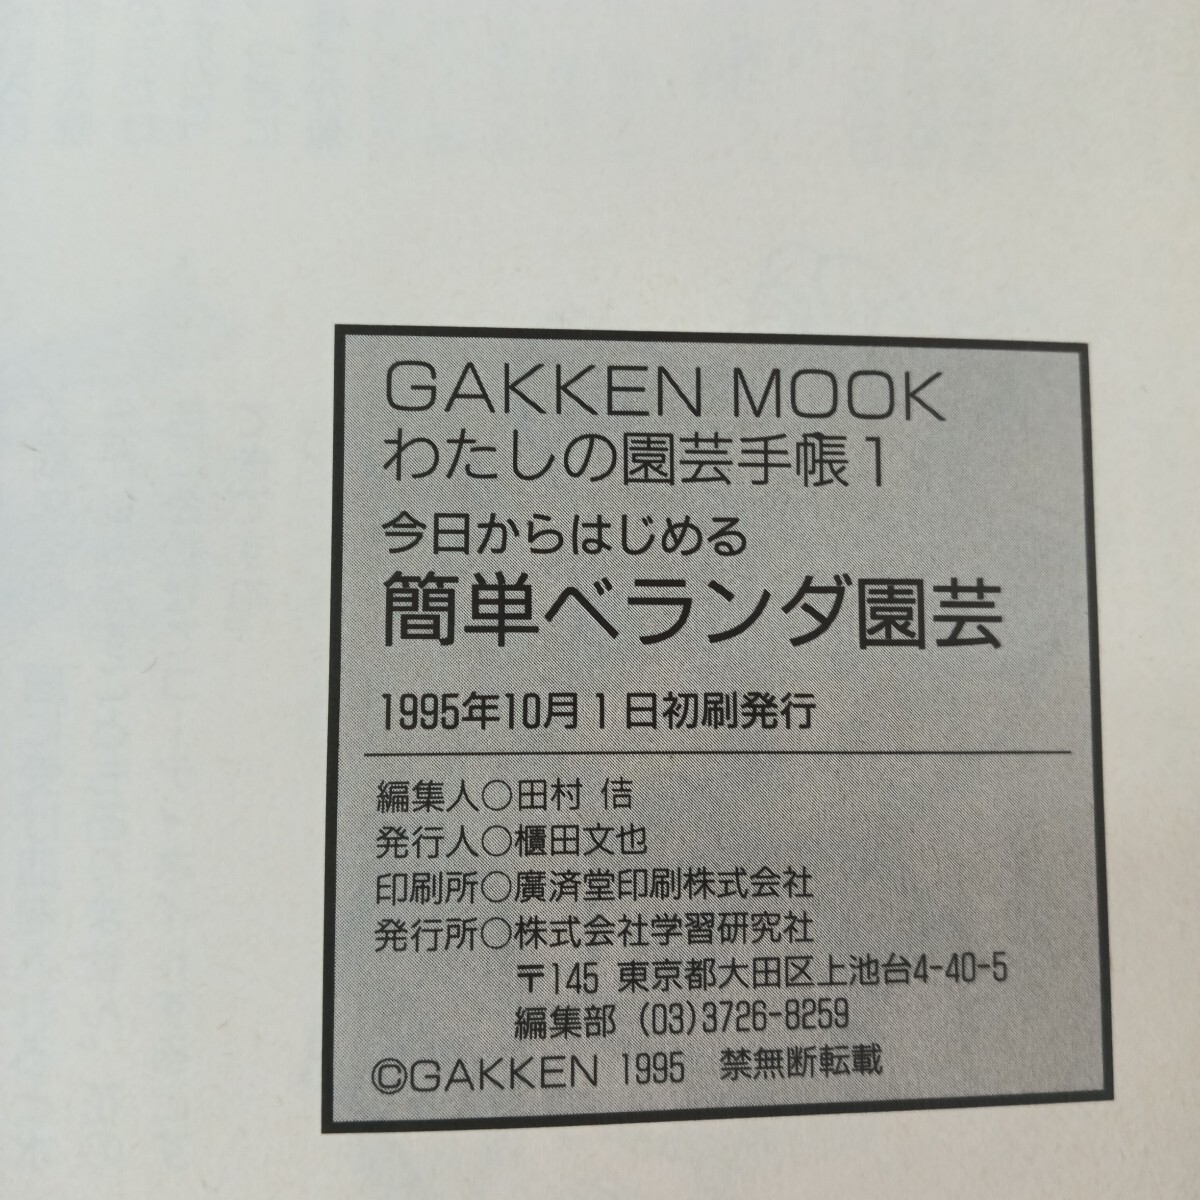 GAKKEN MOOK
わたしの園芸手帳1
今日からはじめる
簡単ベランダ園芸
1995年10月1日初刷発行
編集人○田村 佶
発行人○櫃田文也
印刷所○廣済堂印刷株式会社
発行所○株式会社学習研究社
〒145 東京都大田区上池台4-40-5
編集部 (03)3726-8259
©GAKKEN 1995 禁無断転載